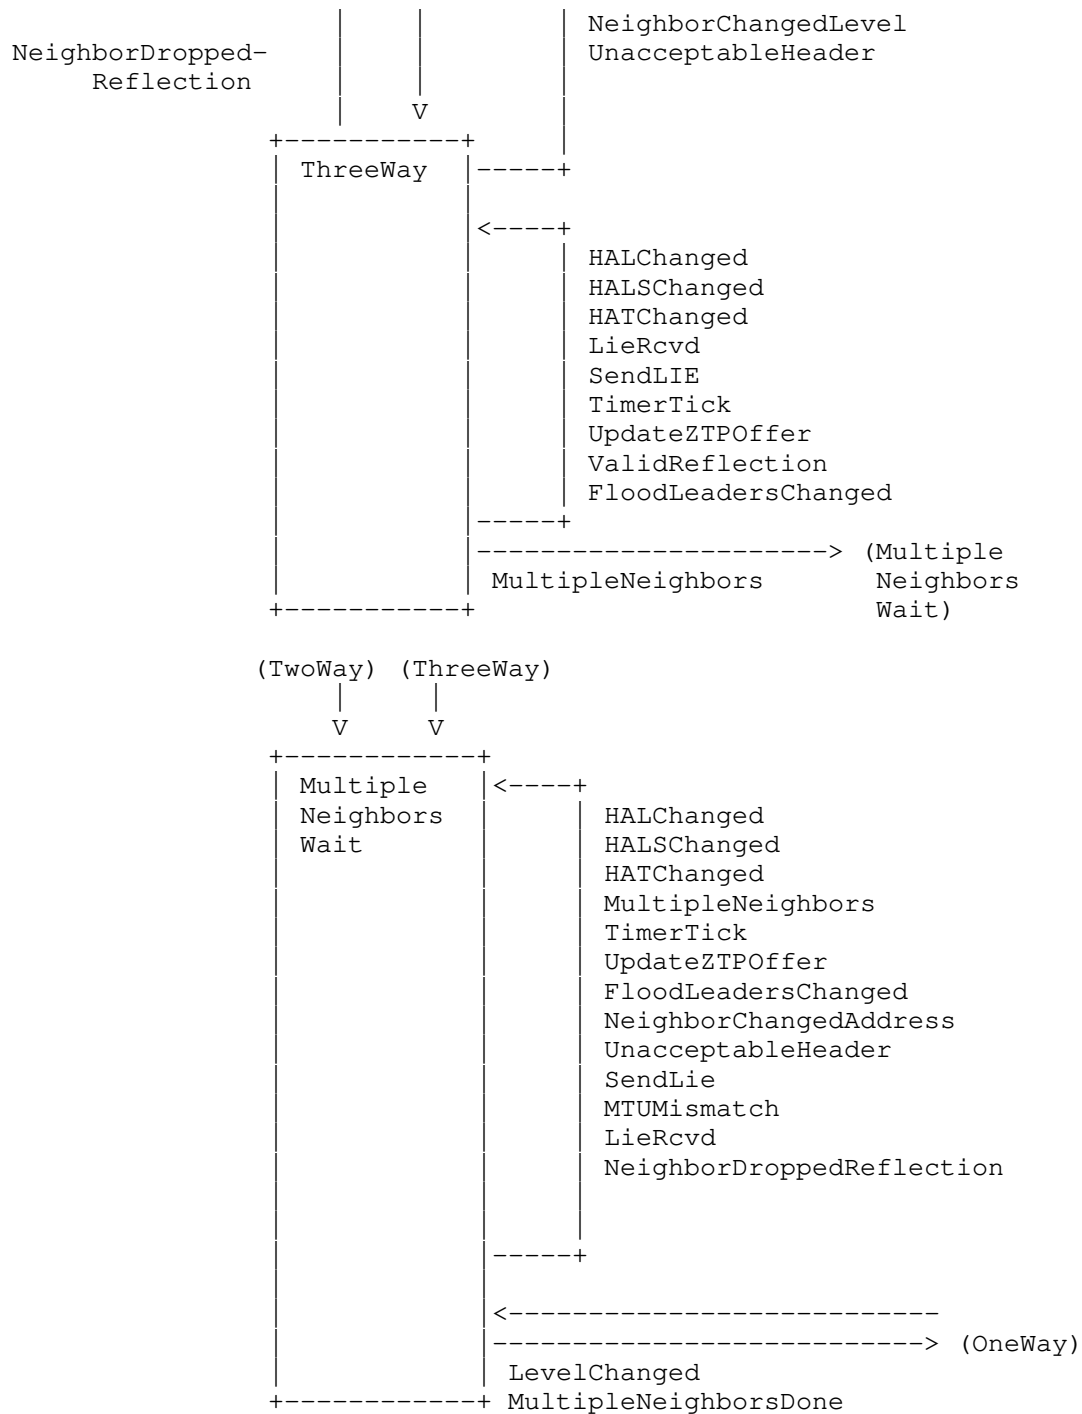 NeighborChangedLevel
NeighborDropped- UnacceptableHeader
Reflection
V
ThreeWay
HALChanged
HALSChanged
HATChanged
LieRcvd
SendLIE
TimerTick
UpdateZTPOffer
ValidReflection
FloodLeadersChanged
(Multiple
MultipleNeighbors Neighbors
Wait)
(TwoWay) (ThreeWay)
V V
Multiple
Neighbors HALChanged
Wait HALSChanged
HATChanged
MultipleNeighbors
TimerTick
UpdateZTPOffer
FloodLeadersChanged
NeighborChangedAddress
UnacceptableHeader
SendLie
MTUMismatch
LieRcvd
NeighborDroppedReflection
(OneWay)
LevelChanged
MultipleNeighborsDone